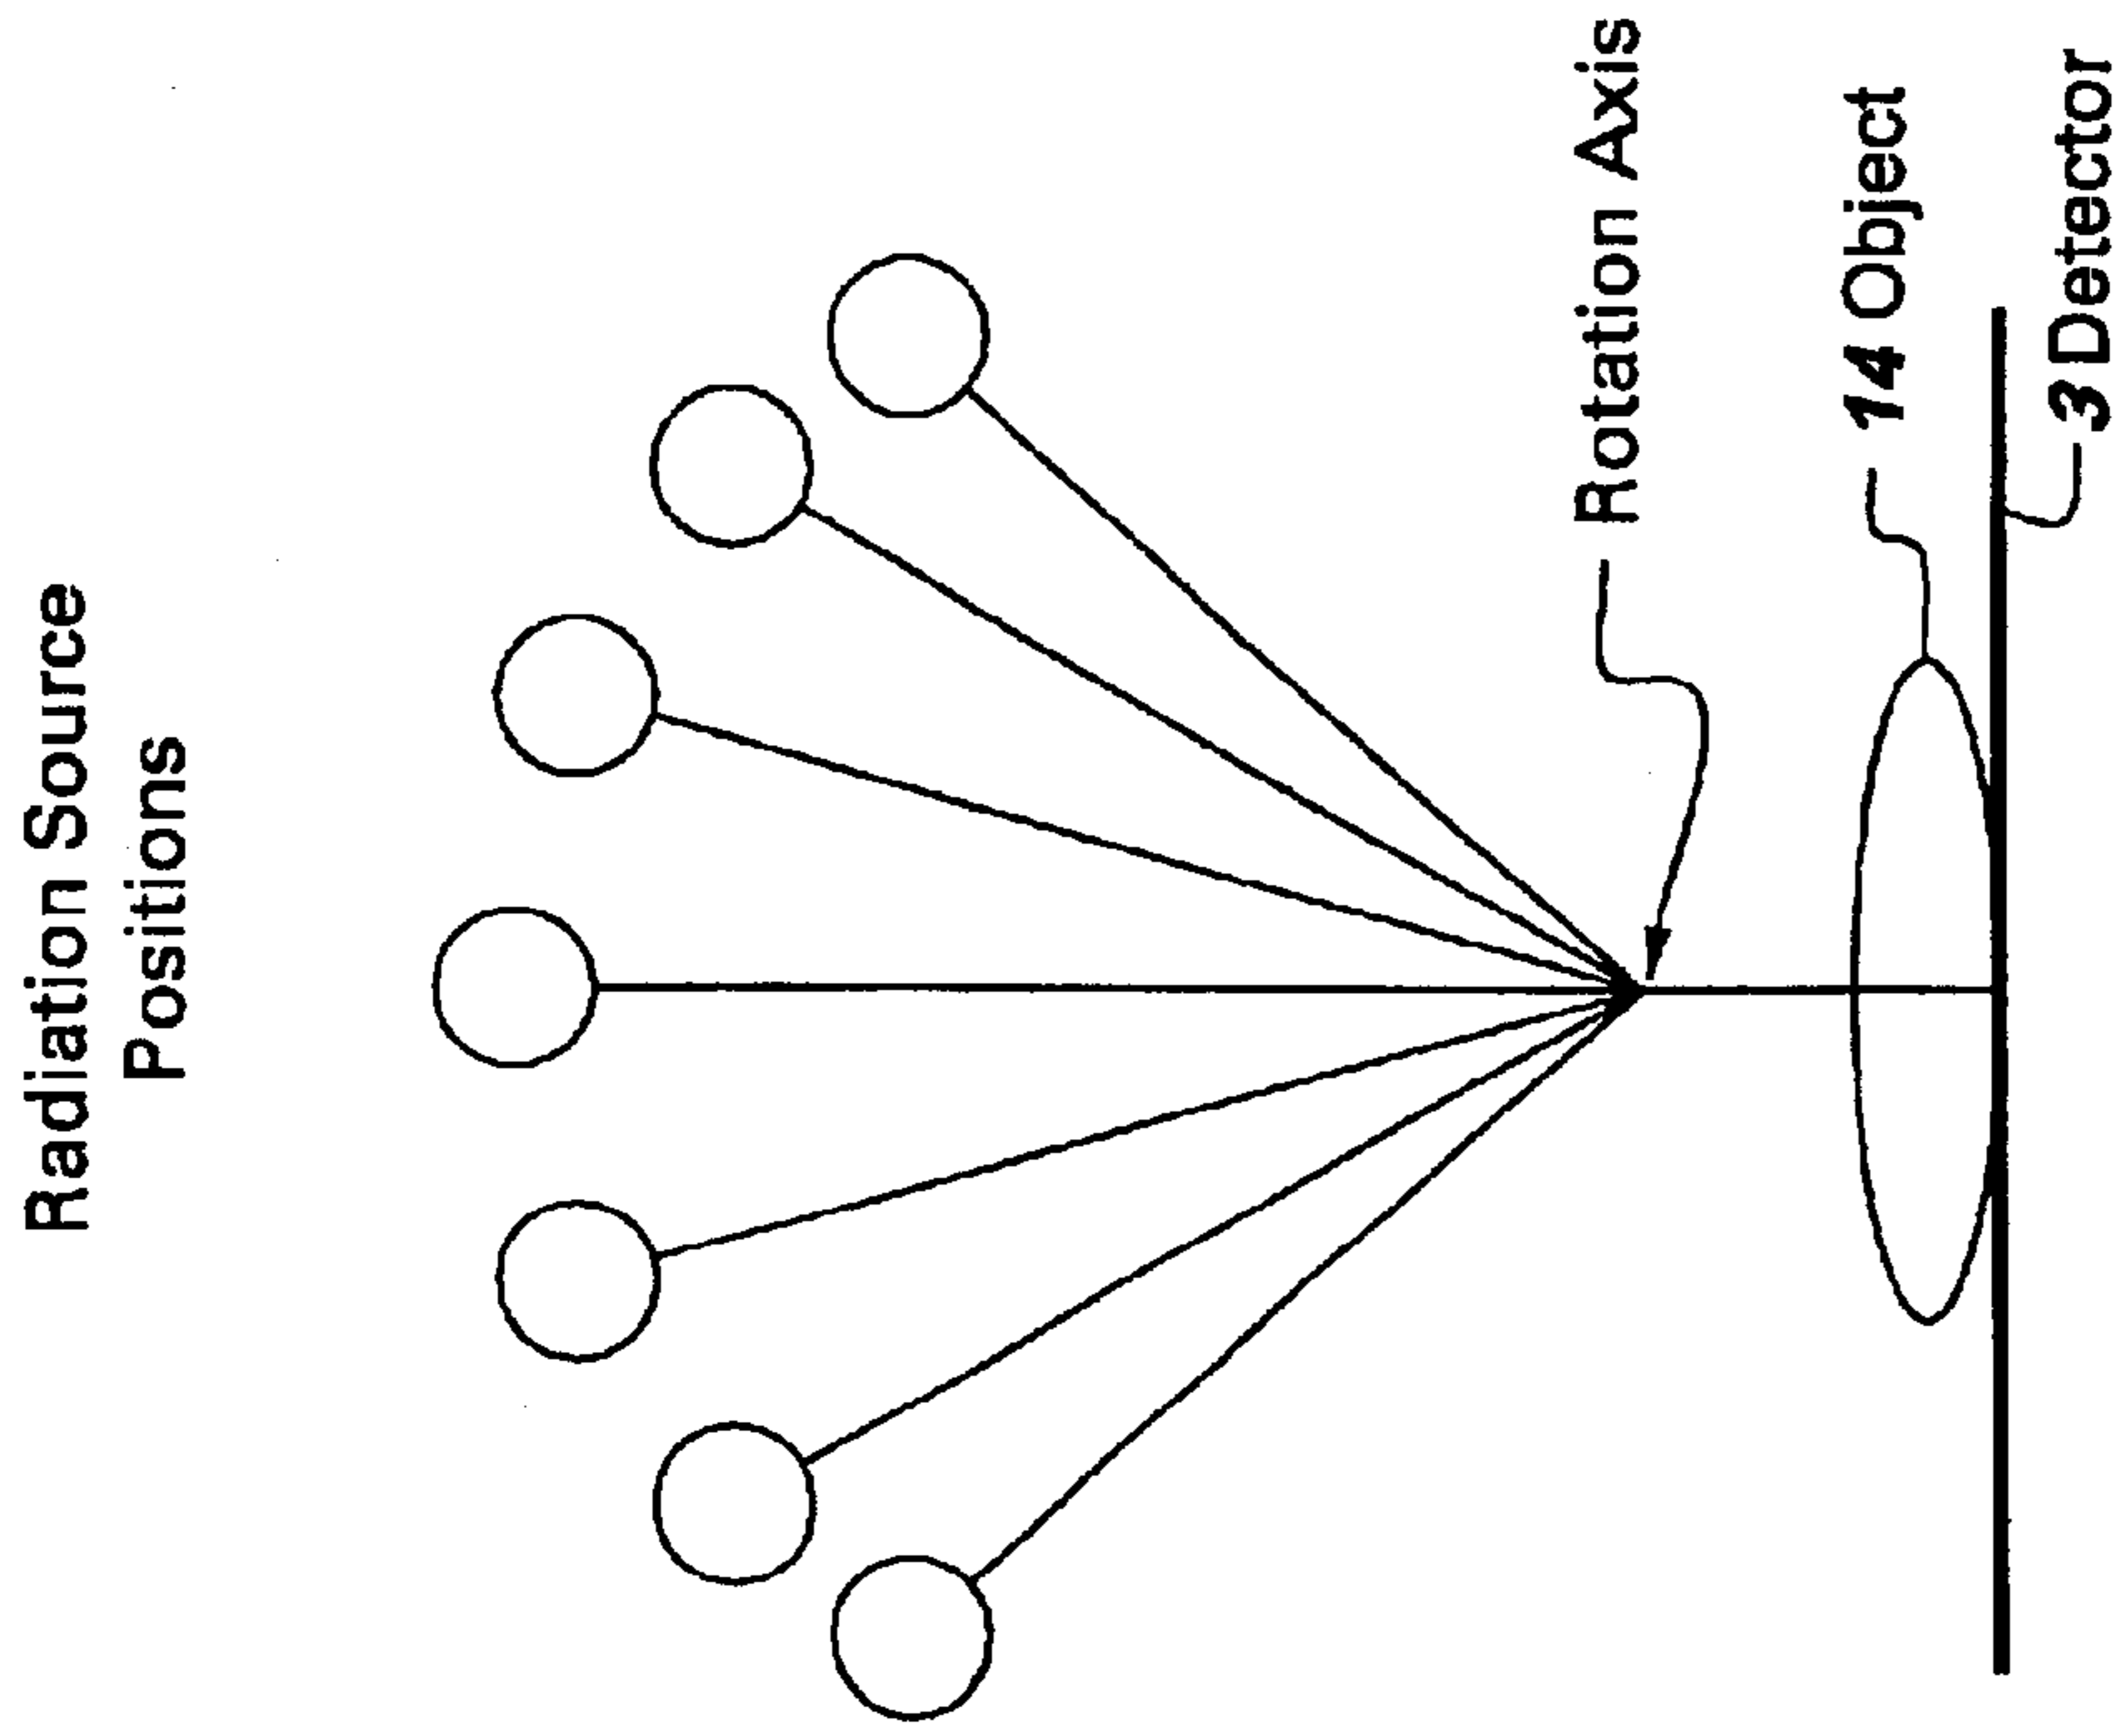 Radiation Source
Positions
Rotation Axis
14 Object
3 Detector